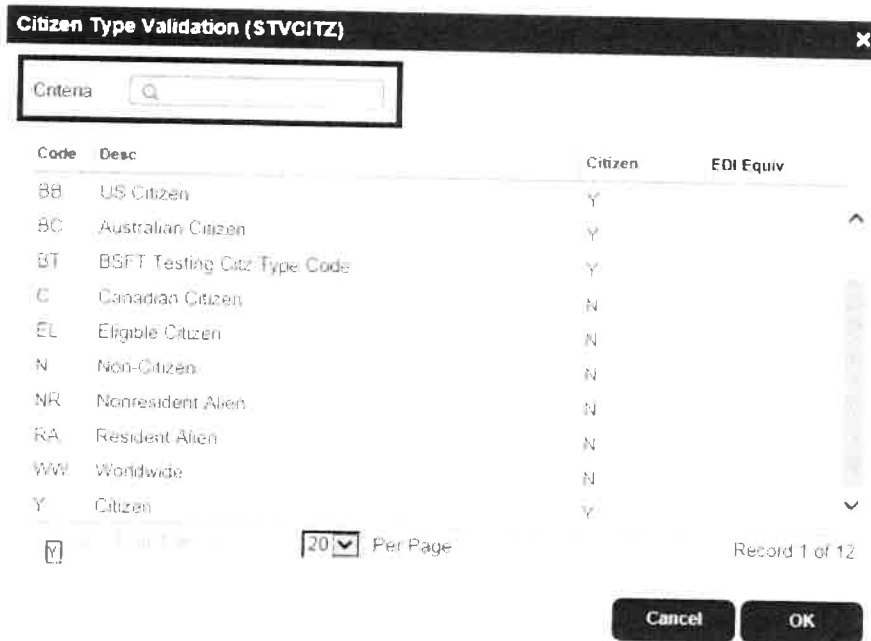 Citizen Type Validation (STVCITZ) ×
Criteria
Code Desc Citizen EDI Equiv
BB US Citizen Y
BC Australian Citizen Y
BT BSFT Testing Citz Type Code Y
C Canadian Citizen N
EL Eligible Citizen N
N Non-Citizen N
NR Nonresident Alien N
RA Resident Alien N
WW Worldwide N
Y Citizen Y
Y 20 Per Page Record 1 of 12
Cancel OK